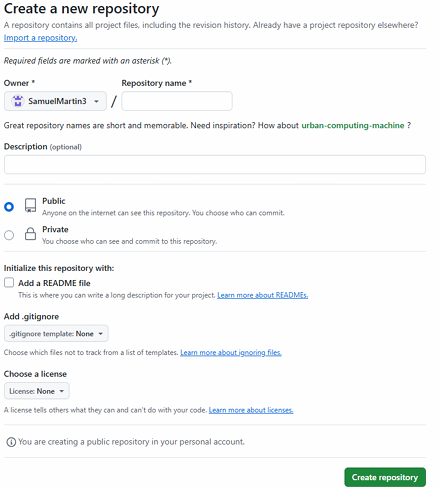 Create a new repository
A repository contains all project files, including the revision history. Already have a project repository elsewhere?
Import a repository.
Required fields are marked with an asterisk (*).
Owner * Repository name *
SamuelMartin3 /
Great repository names are short and memorable. Need inspiration? How about urban-computing-machine ?
Description (optional)
Public
Anyone on the internet can see this repository. You choose who can commit.
Private
You choose who can see and commit to this repository.
Initialize this repository with:
Add a README file
This is where you can write a long description for your project. Learn more about READMEs.
Add .gitignore
.gitignore template: None
Choose which files not to track from a list of templates. Learn more about ignoring files.
Choose a license
License: None
A license tells others what they can and can't do with your code. Learn more about licenses.
You are creating a public repository in your personal account.
Create repository